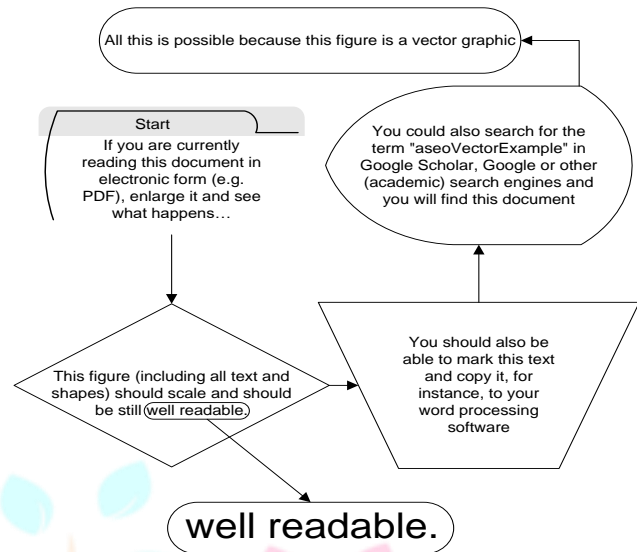 Start
If you are currently
reading this document in
electronic form (e.g.
PDF), enlarge it and see
what happens…
This figure (including all text and
shapes) should scale and should
be still well readable.
well readable.
You should also be
able to mark this text
and copy it, for
instance, to your
word processing
software
You could also search for the
term "aseoVectorExample" in
Google Scholar, Google or other
(academic) search engines and
you will find this document
All this is possible because this figure is a vector graphic